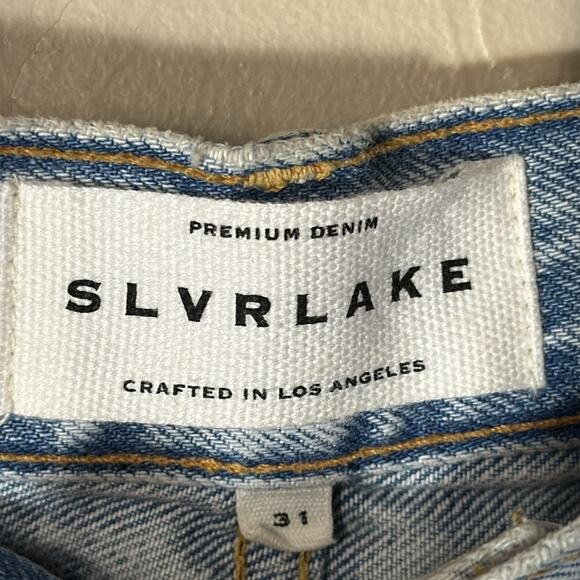 PREMIUM DENIM
SLVRLAKE
CRAFTED IN LOS ANGELES
31